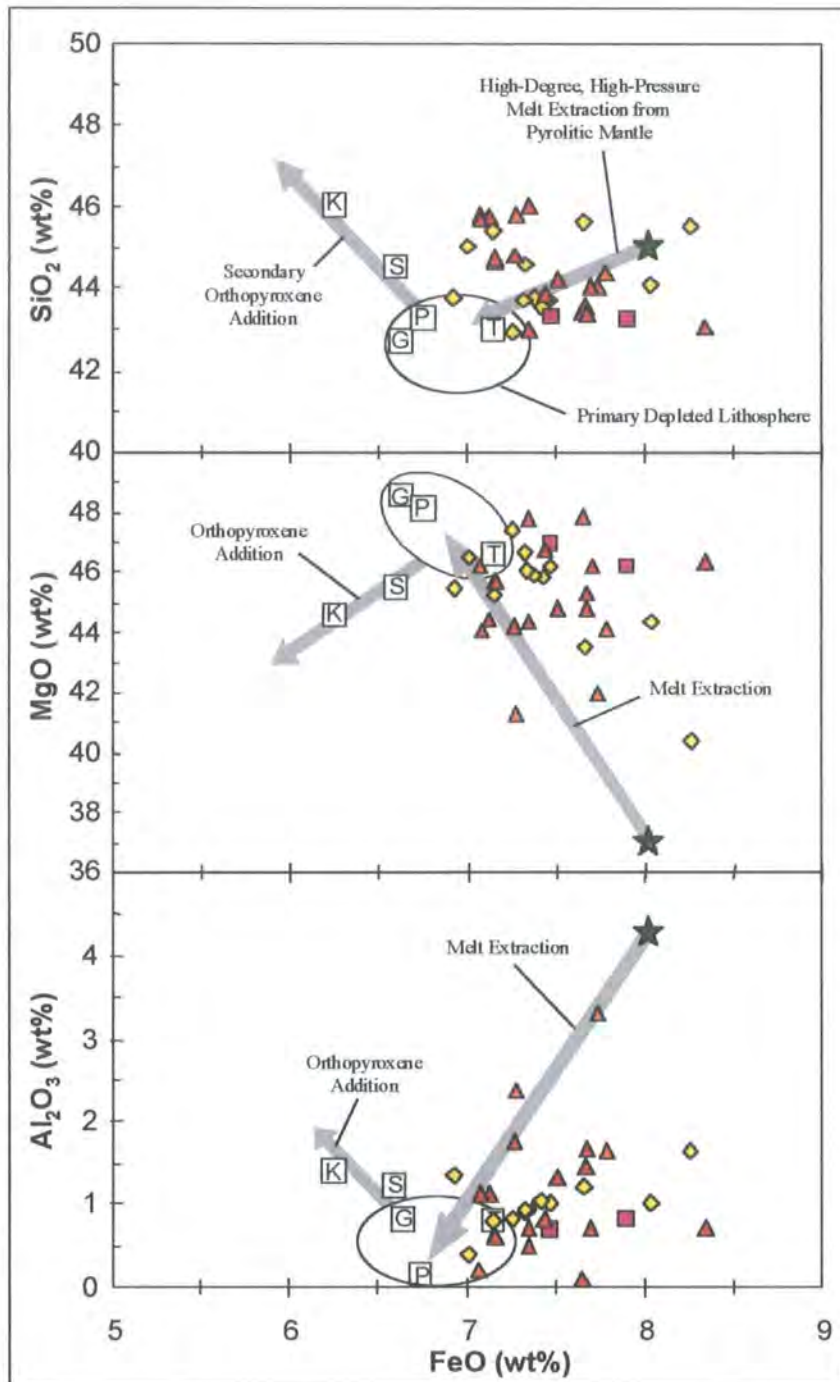 50
48
46
44
42
40
SiO₂ (wt%)
High-Degree, High-Pressure
Melt Extraction from
Pyrolitic Mantle
K
S
P
G
T
Secondary
Orthopyroxene
Addition
Primary Depleted Lithosphere
48
46
44
42
40
38
36
MgO (wt%)
G
P
T
S
K
Orthopyroxene
Addition
Melt Extraction
4
3
2
1
0
Al₂O₃ (wt%)
Melt Extraction
Orthopyroxene
Addition
K
S
G
P
5
6
7
8
9
FeO (wt%)